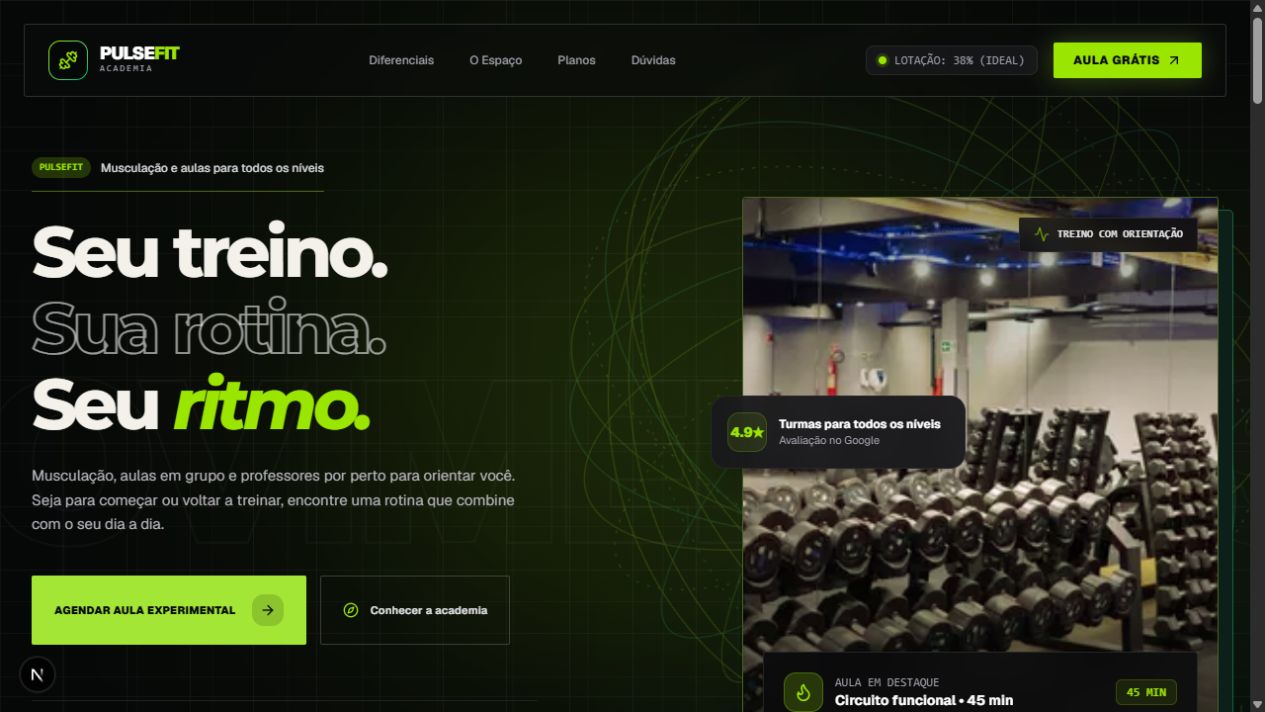 PULSEFIT
ACADEMIA
Diferenciais
O Espaço
Planos
Dúvidas
LOTAÇÃO: 38% (IDEAL)
AULA GRÁTIS
PULSEFIT
Musculação e aulas para todos os níveis
Seu treino.
Sua rotina.
Seu ritmo.
Musculação, aulas em grupo e professores por perto para orientar você.
Seja para começar ou voltar a treinar, encontre uma rotina que combine
com o seu dia a dia.
AGENDAR AULA EXPERIMENTAL
Conhecer a academia
N
TREINO COM ORIENTAÇÃO
4.9★
Turmas para todos os níveis
Avaliação no Google
AULA EM DESTAQUE
Circuito funcional • 45 min
45 MIN